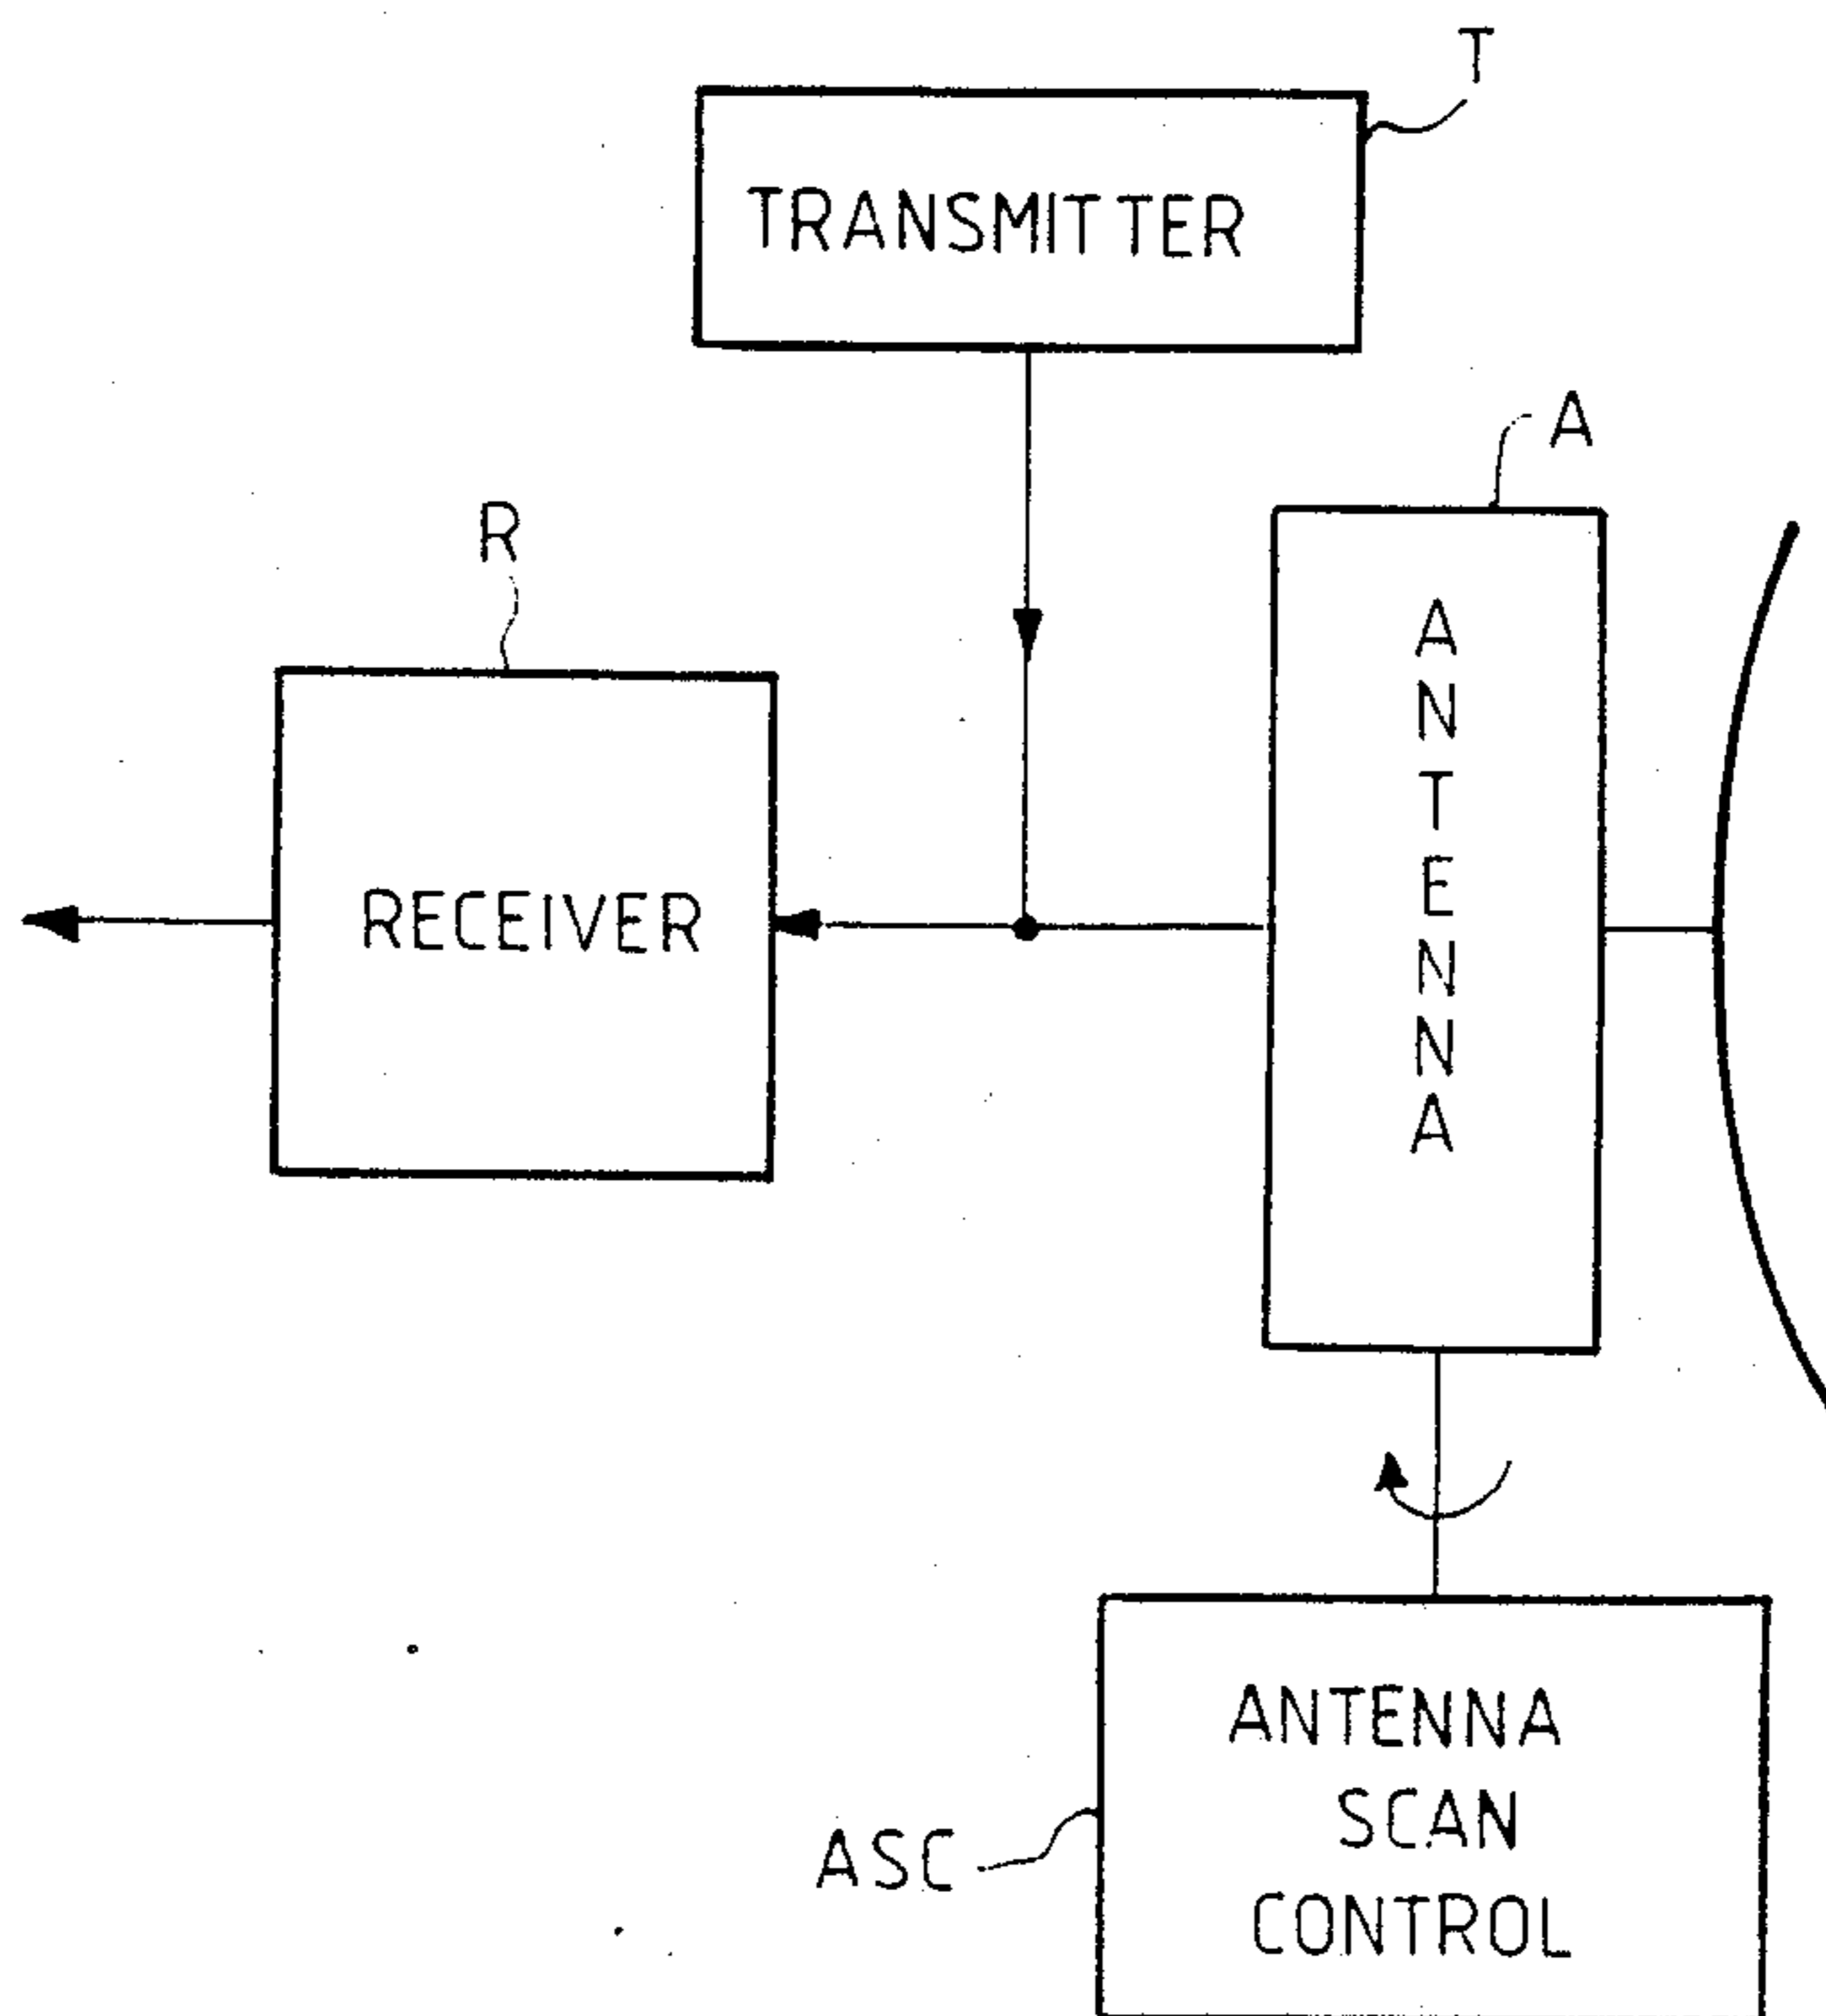 T
TRANSMITTER
A
R
ANTENNA
RECEIVER
ANTENNA
SCAN
CONTROL
ASC